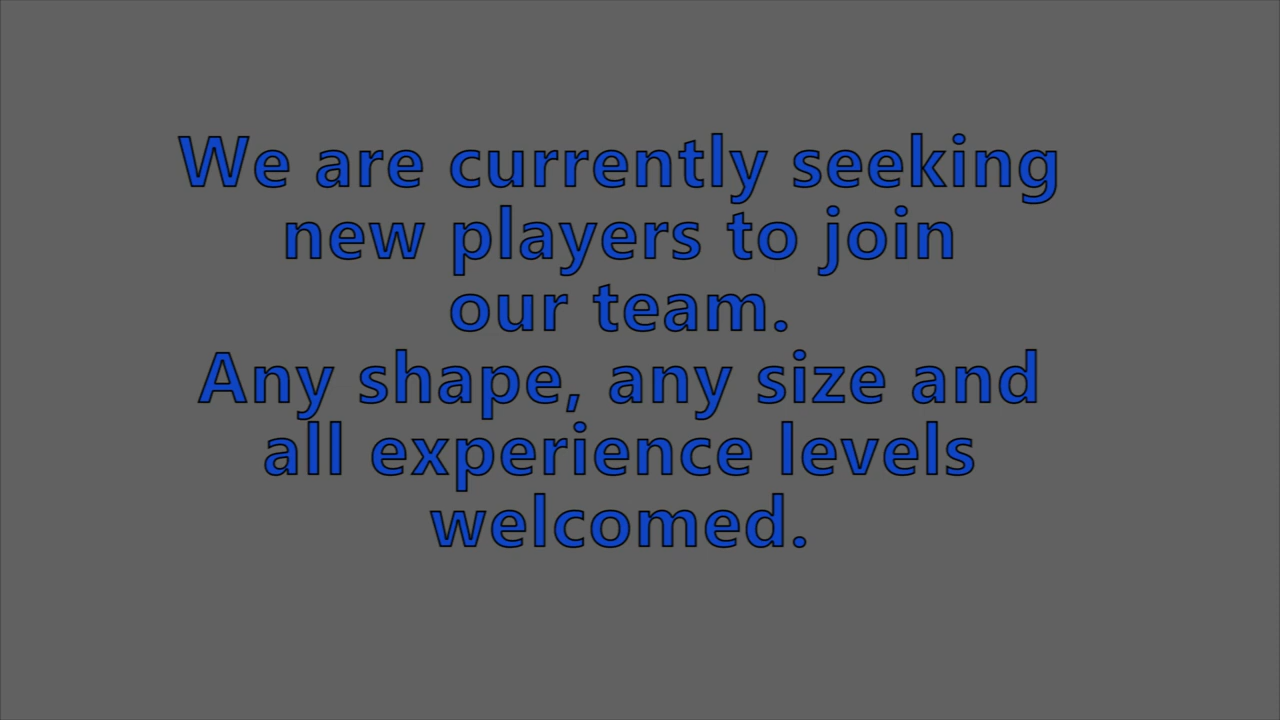 We are currently seeking
new players to join
our team.
Any shape, any size and
all experience levels
welcomed.